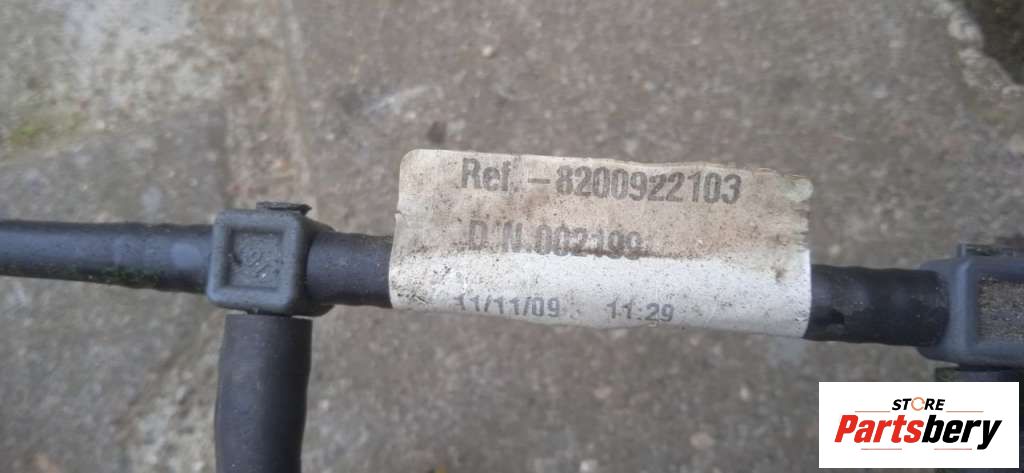 Ref -8200922103
D.N.002199
11/11/09 11:29
STORE
Partsbery